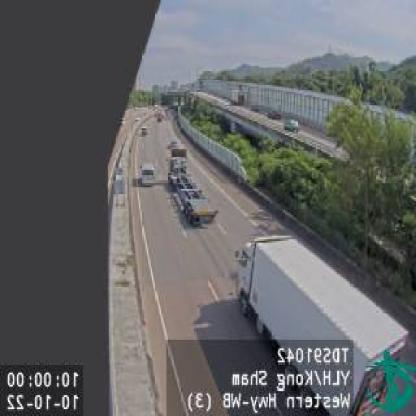 TDS91042
YLH/Kong Sham
Western Hwy-WB (3)
10:00:00
10-10-22